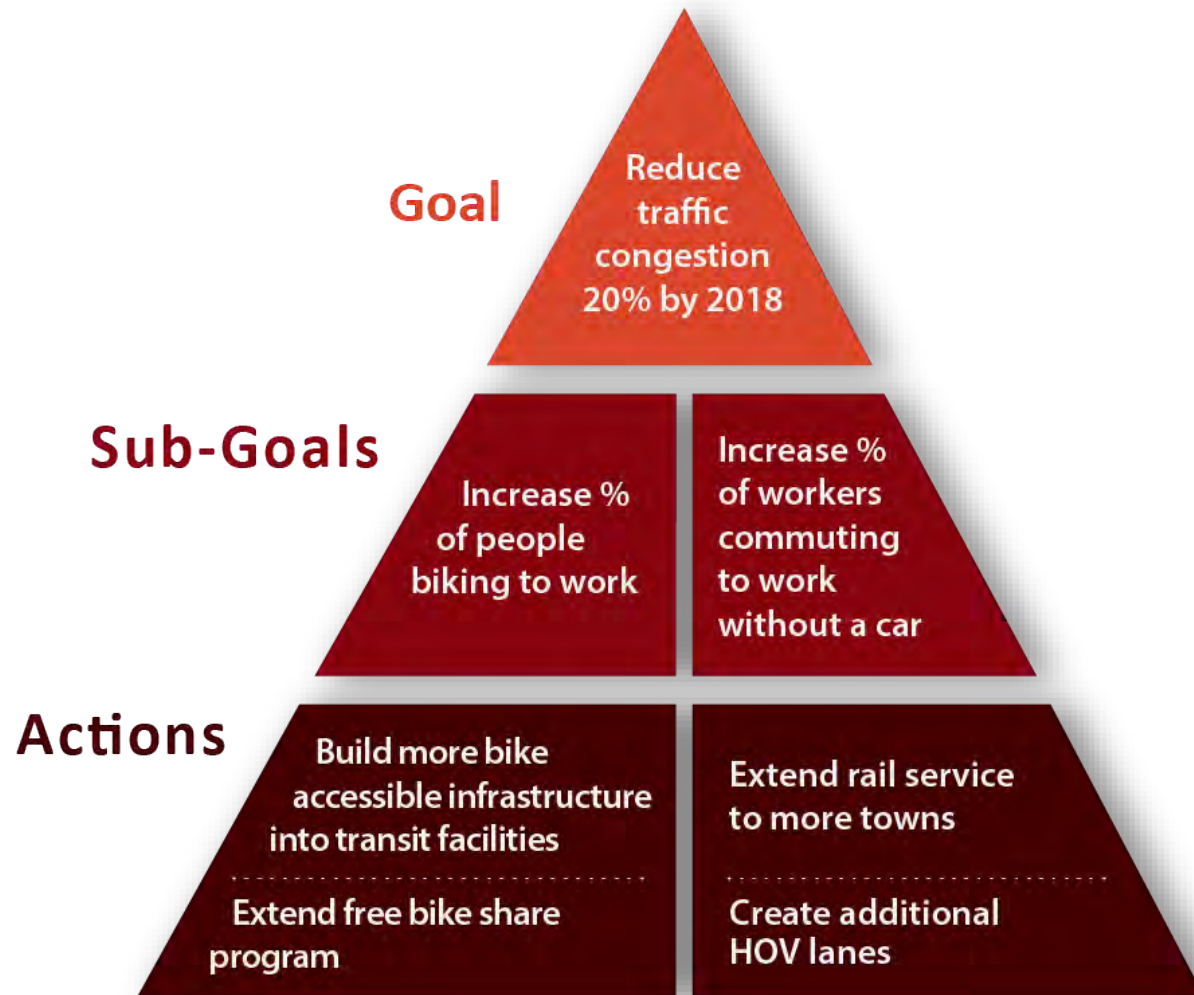 Goal
Reduce
traffic
congestion
20% by 2018
Sub-Goals
Increase %
of people
biking to work
Increase %
of workers
commuting
to work
without a car
Actions
Build more bike
accessible infrastructure
into transit facilities
Extend free bike share
program
Extend rail service
to more towns
Create additional
HOV lanes